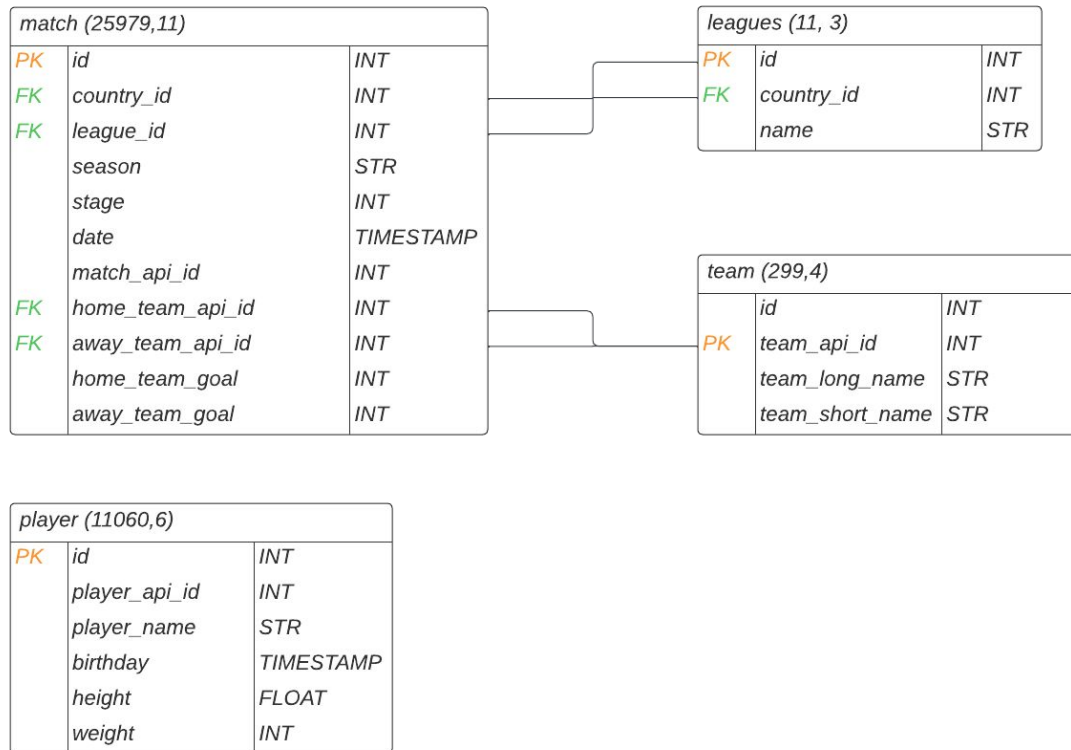 match (25979,11)
PK id INT
FK country_id INT
FK league_id INT
season STR
stage INT
date TIMESTAMP
match_api_id INT
FK home_team_api_id INT
FK away_team_api_id INT
home_team_goal INT
away_team_goal INT
leagues (11, 3)
PK id INT
FK country_id INT
name STR
team (299,4)
id INT
PK team_api_id INT
team_long_name STR
team_short_name STR
player (11060,6)
PK id INT
player_api_id INT
player_name STR
birthday TIMESTAMP
height FLOAT
weight INT